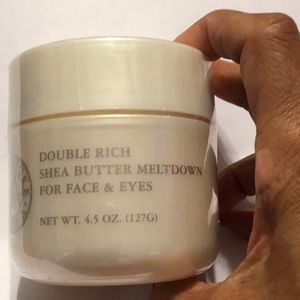 DOUBLE RICH
SHEA BUTTER MELTDOWN
FOR FACE & EYES
NET WT. 4.5 OZ. (127G)